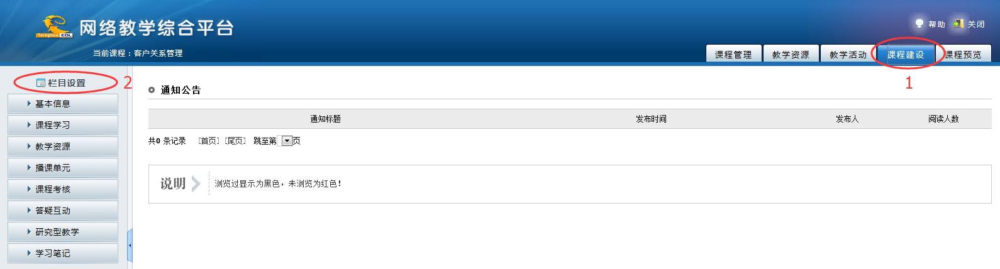 网络教学综合平台
Tsinghua EOL
帮助 关闭
当前课程：客户关系管理
课程管理 教学资源 教学活动 课程建设 课程预览
1
栏目设置 2
基本信息
课程学习
教学资源
播课单元
课程考核
答疑互动
研究型教学
学习笔记
通知公告
通知标题 发布时间 发布人 阅读人数
共0 条记录 [首页] [尾页] 跳至第 页
说明 浏览过显示为黑色，未浏览为红色！